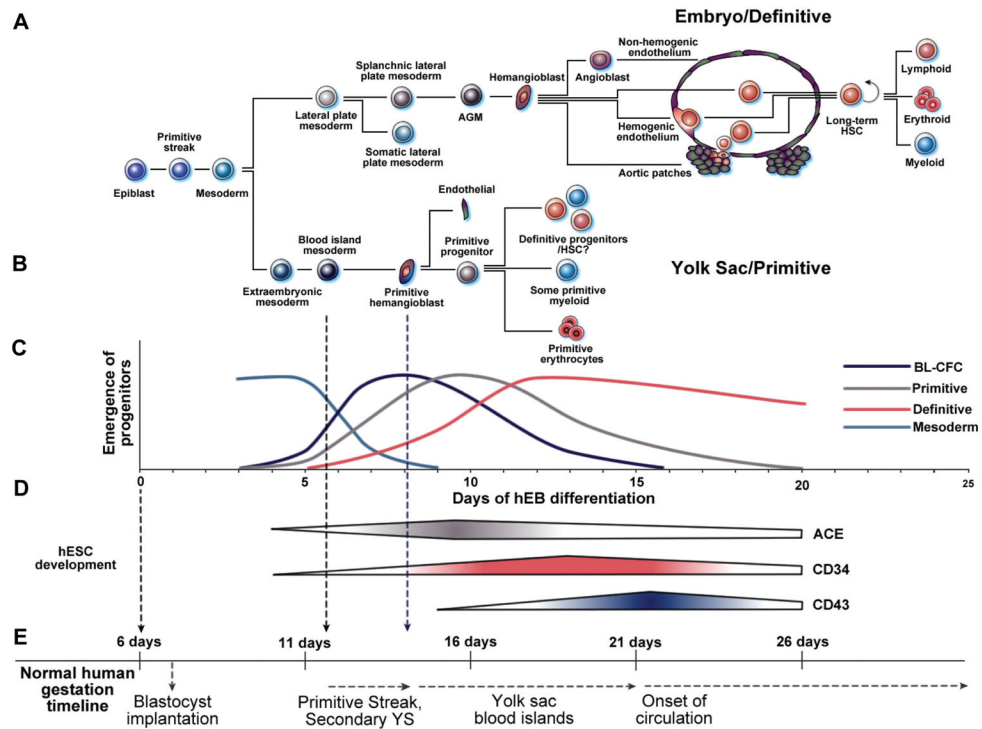 A
Embryo/Definitive
Non-hemogenic
endothelium
Splanchnic lateral
plate mesoderm
Hemangioblast
Angioblast
Lymphoid
Lateral plate
mesoderm
AGM
Hemogenic
endothelium
Long-term
HSC
Erythroid
Primitive
streak
Somatic lateral
plate mesoderm
Aortic patches
Myeloid
Epiblast
Mesoderm
Endothelial
B
Blood island
mesoderm
Primitive
progenitor
Definitive progenitors
/HSC?
Yolk Sac/Primitive
Extraembryonic
mesoderm
Primitive
hemangioblast
Some primitive
myeloid
Primitive
erythrocytes
C
Emergence of
progenitors
BL-CFC
Primitive
Definitive
Mesoderm
0 5 10 15 20 25
Days of hEB differentiation
D
hESC
development
ACE
CD34
CD43
E
6 days 11 days 16 days 21 days 26 days
Normal human
gestation
timeline
Blastocyst
implantation
Primitive Streak,
Secondary YS
Yolk sac
blood islands
Onset of
circulation